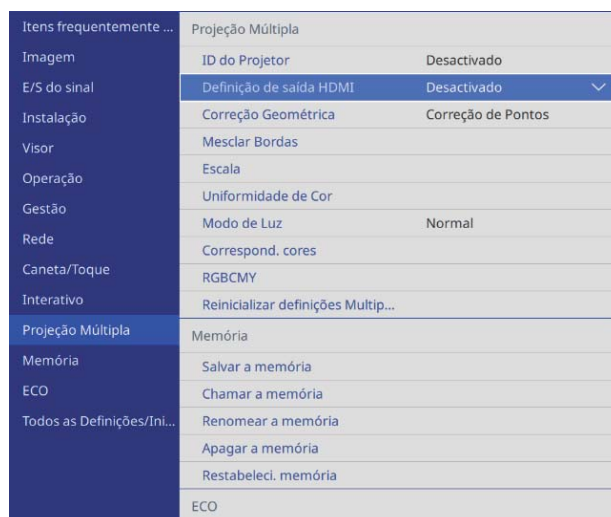 Itens frequentemente ...
Imagem
E/S do sinal
Instalação
Visor
Operação
Gestão
Rede
Caneta/Toque
Interativo
Projeção Múltipla
Memória
ECO
Todos as Definições/Ini...
Projeção Múltipla
ID do Projetor Desactivado
Definição de saída HDMI Desactivado
Correção Geométrica Correção de Pontos
Mesclar Bordas
Escala
Uniformidade de Cor
Modo de Luz Normal
Correspond. cores
RGBCMY
Reinicializar definições Multip...
Memória
Salvar a memória
Chamar a memória
Renomear a memória
Apagar a memória
Restabeleci. memória
ECO